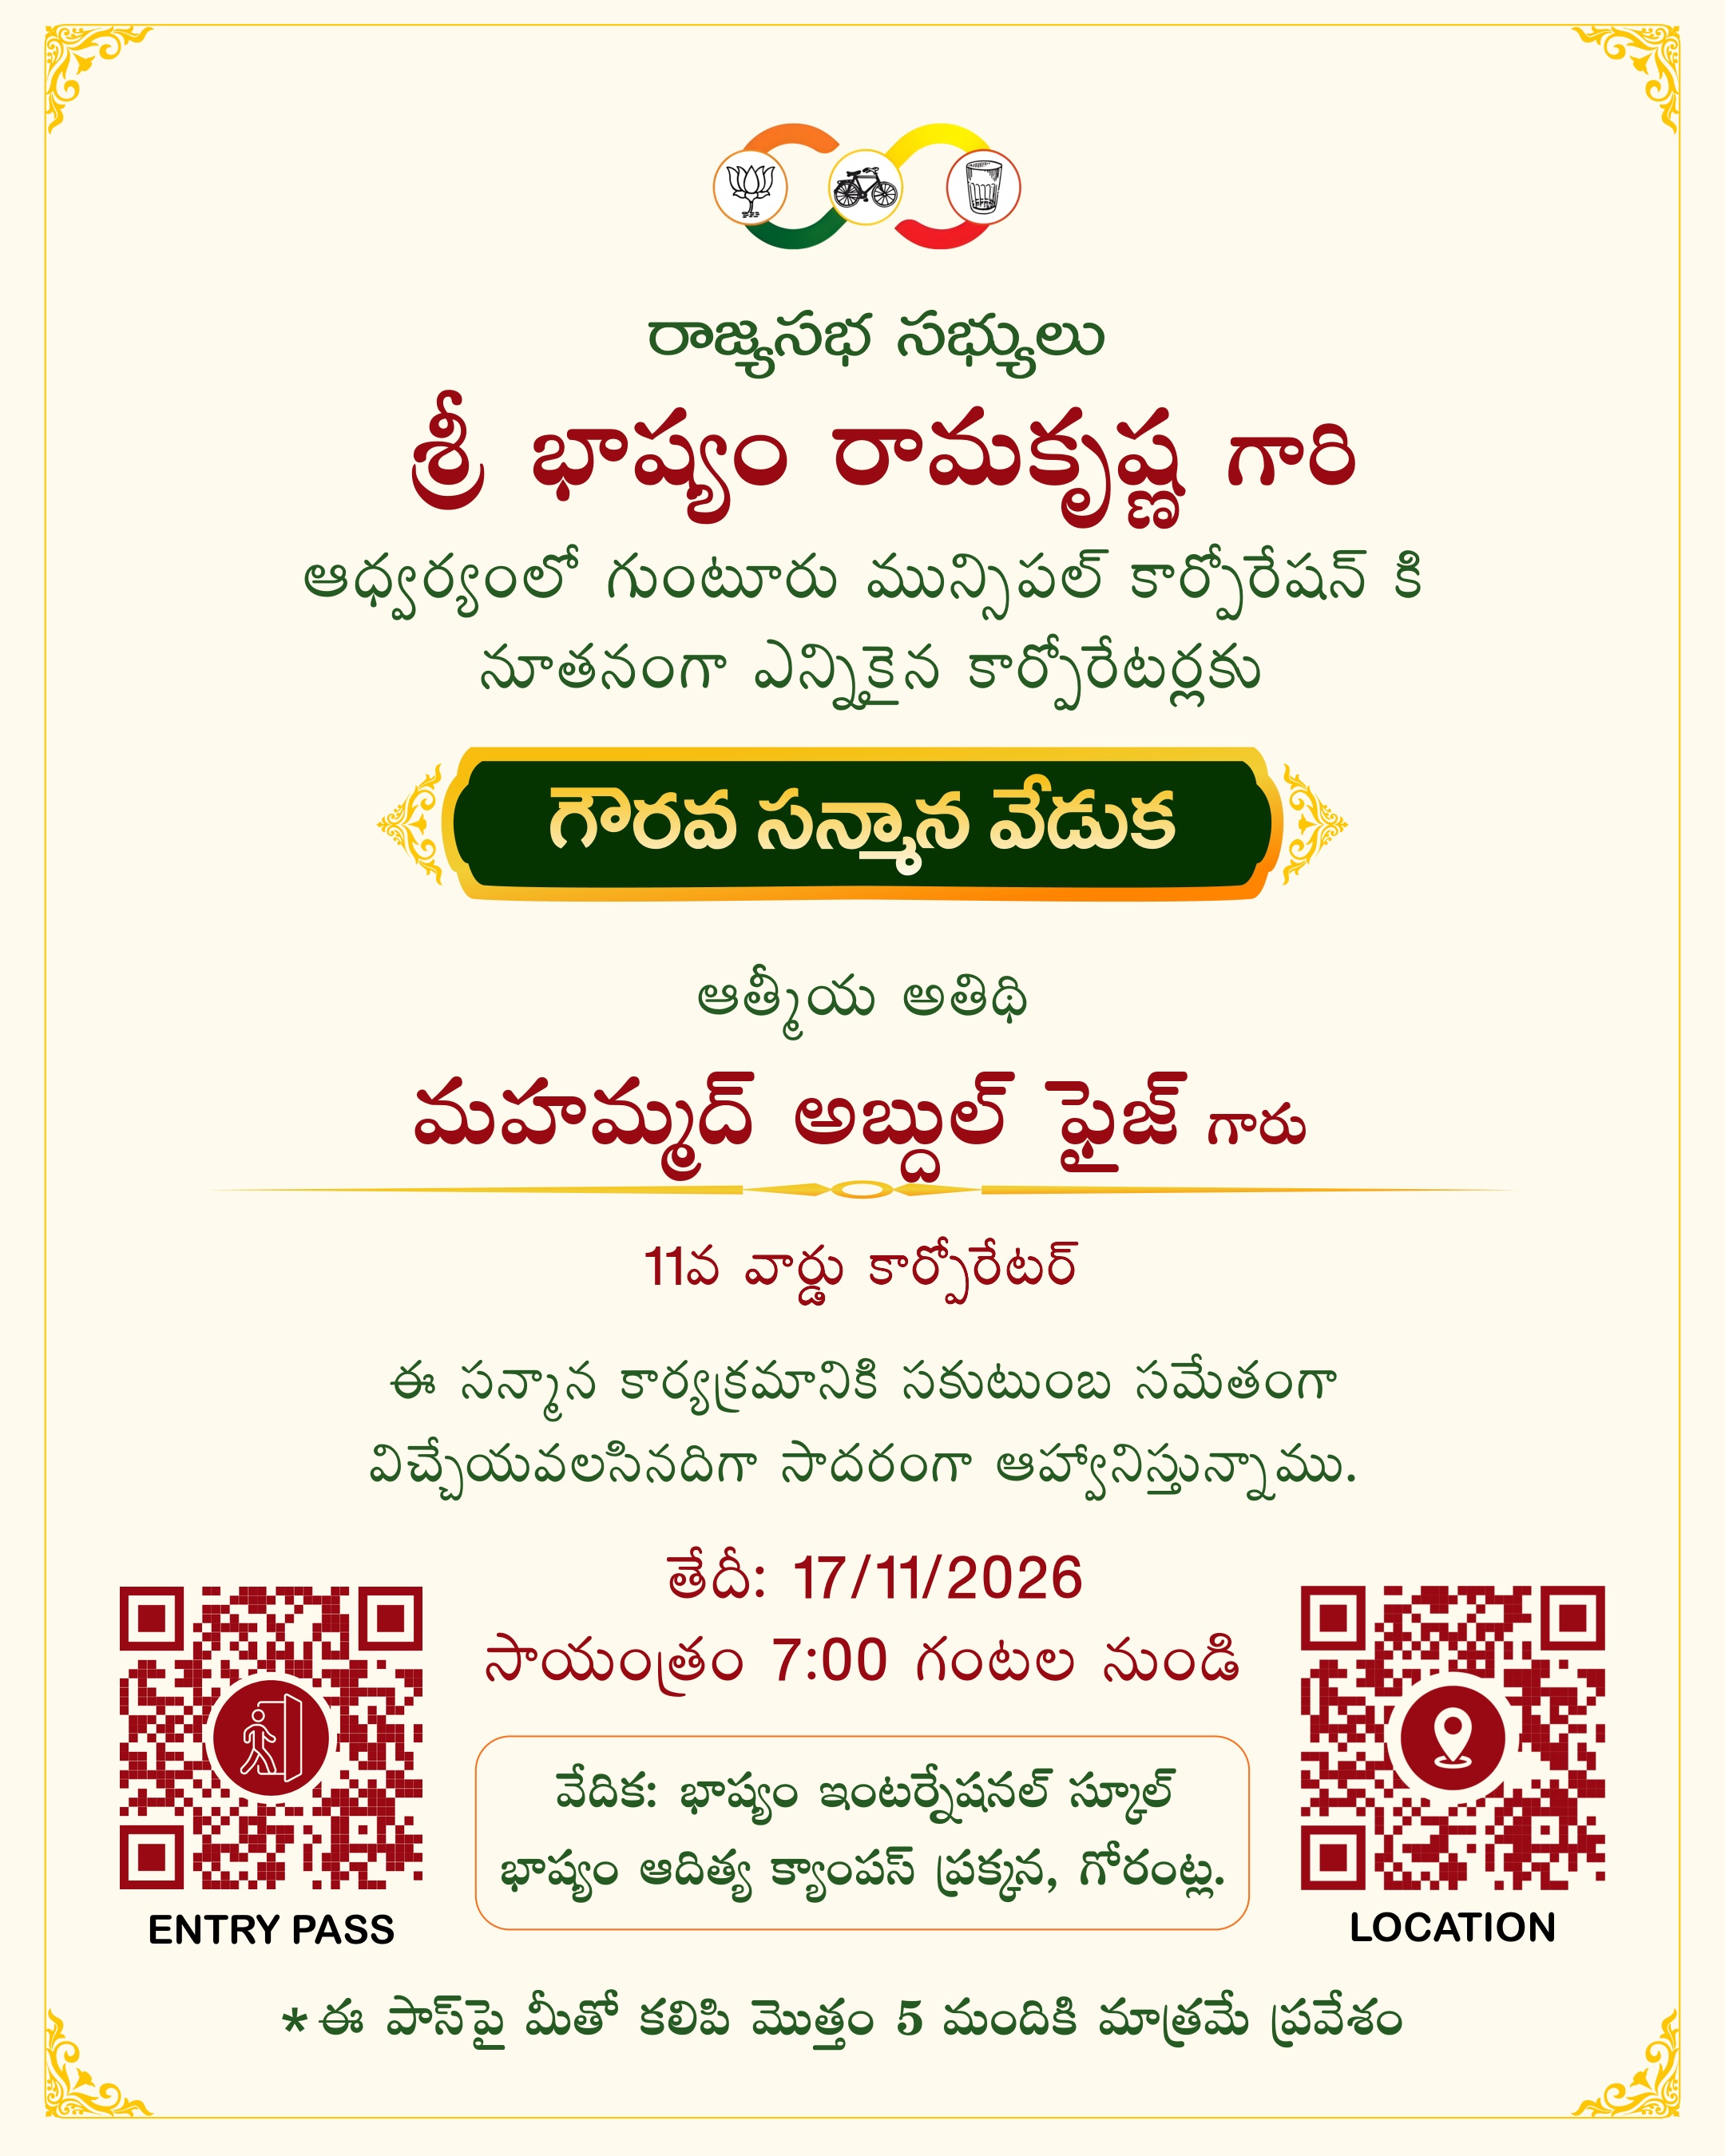 రాజ్యసభ సభ్యులు
శ్రీ భాష్యం రామకృష్ణ గారి
ఆధ్వర్యంలో గుంటూరు మున్సిపల్ కార్పోరేషన్ కి
నూతనంగా ఎన్నికైన కార్పోరేటర్లకు
గౌరవ సన్మాన వేడుక
ఆత్మీయ అతిథి
మహమ్మద్ అబ్దుల్ ఫైజ్ గారు
11వ వార్డు కార్పోరేటర్
ఈ సన్మాన కార్యక్రమానికి సకుటుంబ సమేతంగా
విచ్చేయవలసినదిగా సాదరంగా ఆహ్వానిస్తున్నాము.
తేదీ: 17/11/2026
సాయంత్రం 7:00 గంటల నుండి
వేదిక: భాష్యం ఇంటర్నేషనల్ స్కూల్
భాష్యం ఆదిత్య క్యాంపస్ ప్రక్కన, గోరంట్ల.
ENTRY PASS
LOCATION
*ఈ పాస్‌పై మీతో కలిపి మొత్తం 5 మందికి మాత్రమే ప్రవేశం